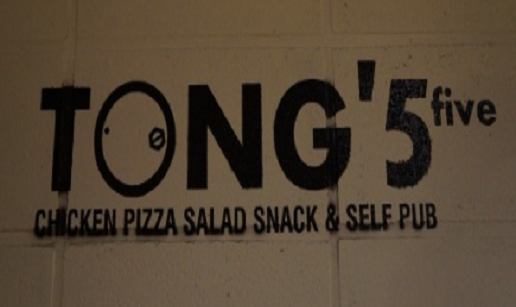 TONG'5 five
CHICKEN PIZZA SALAD SNACK & SELF PUB